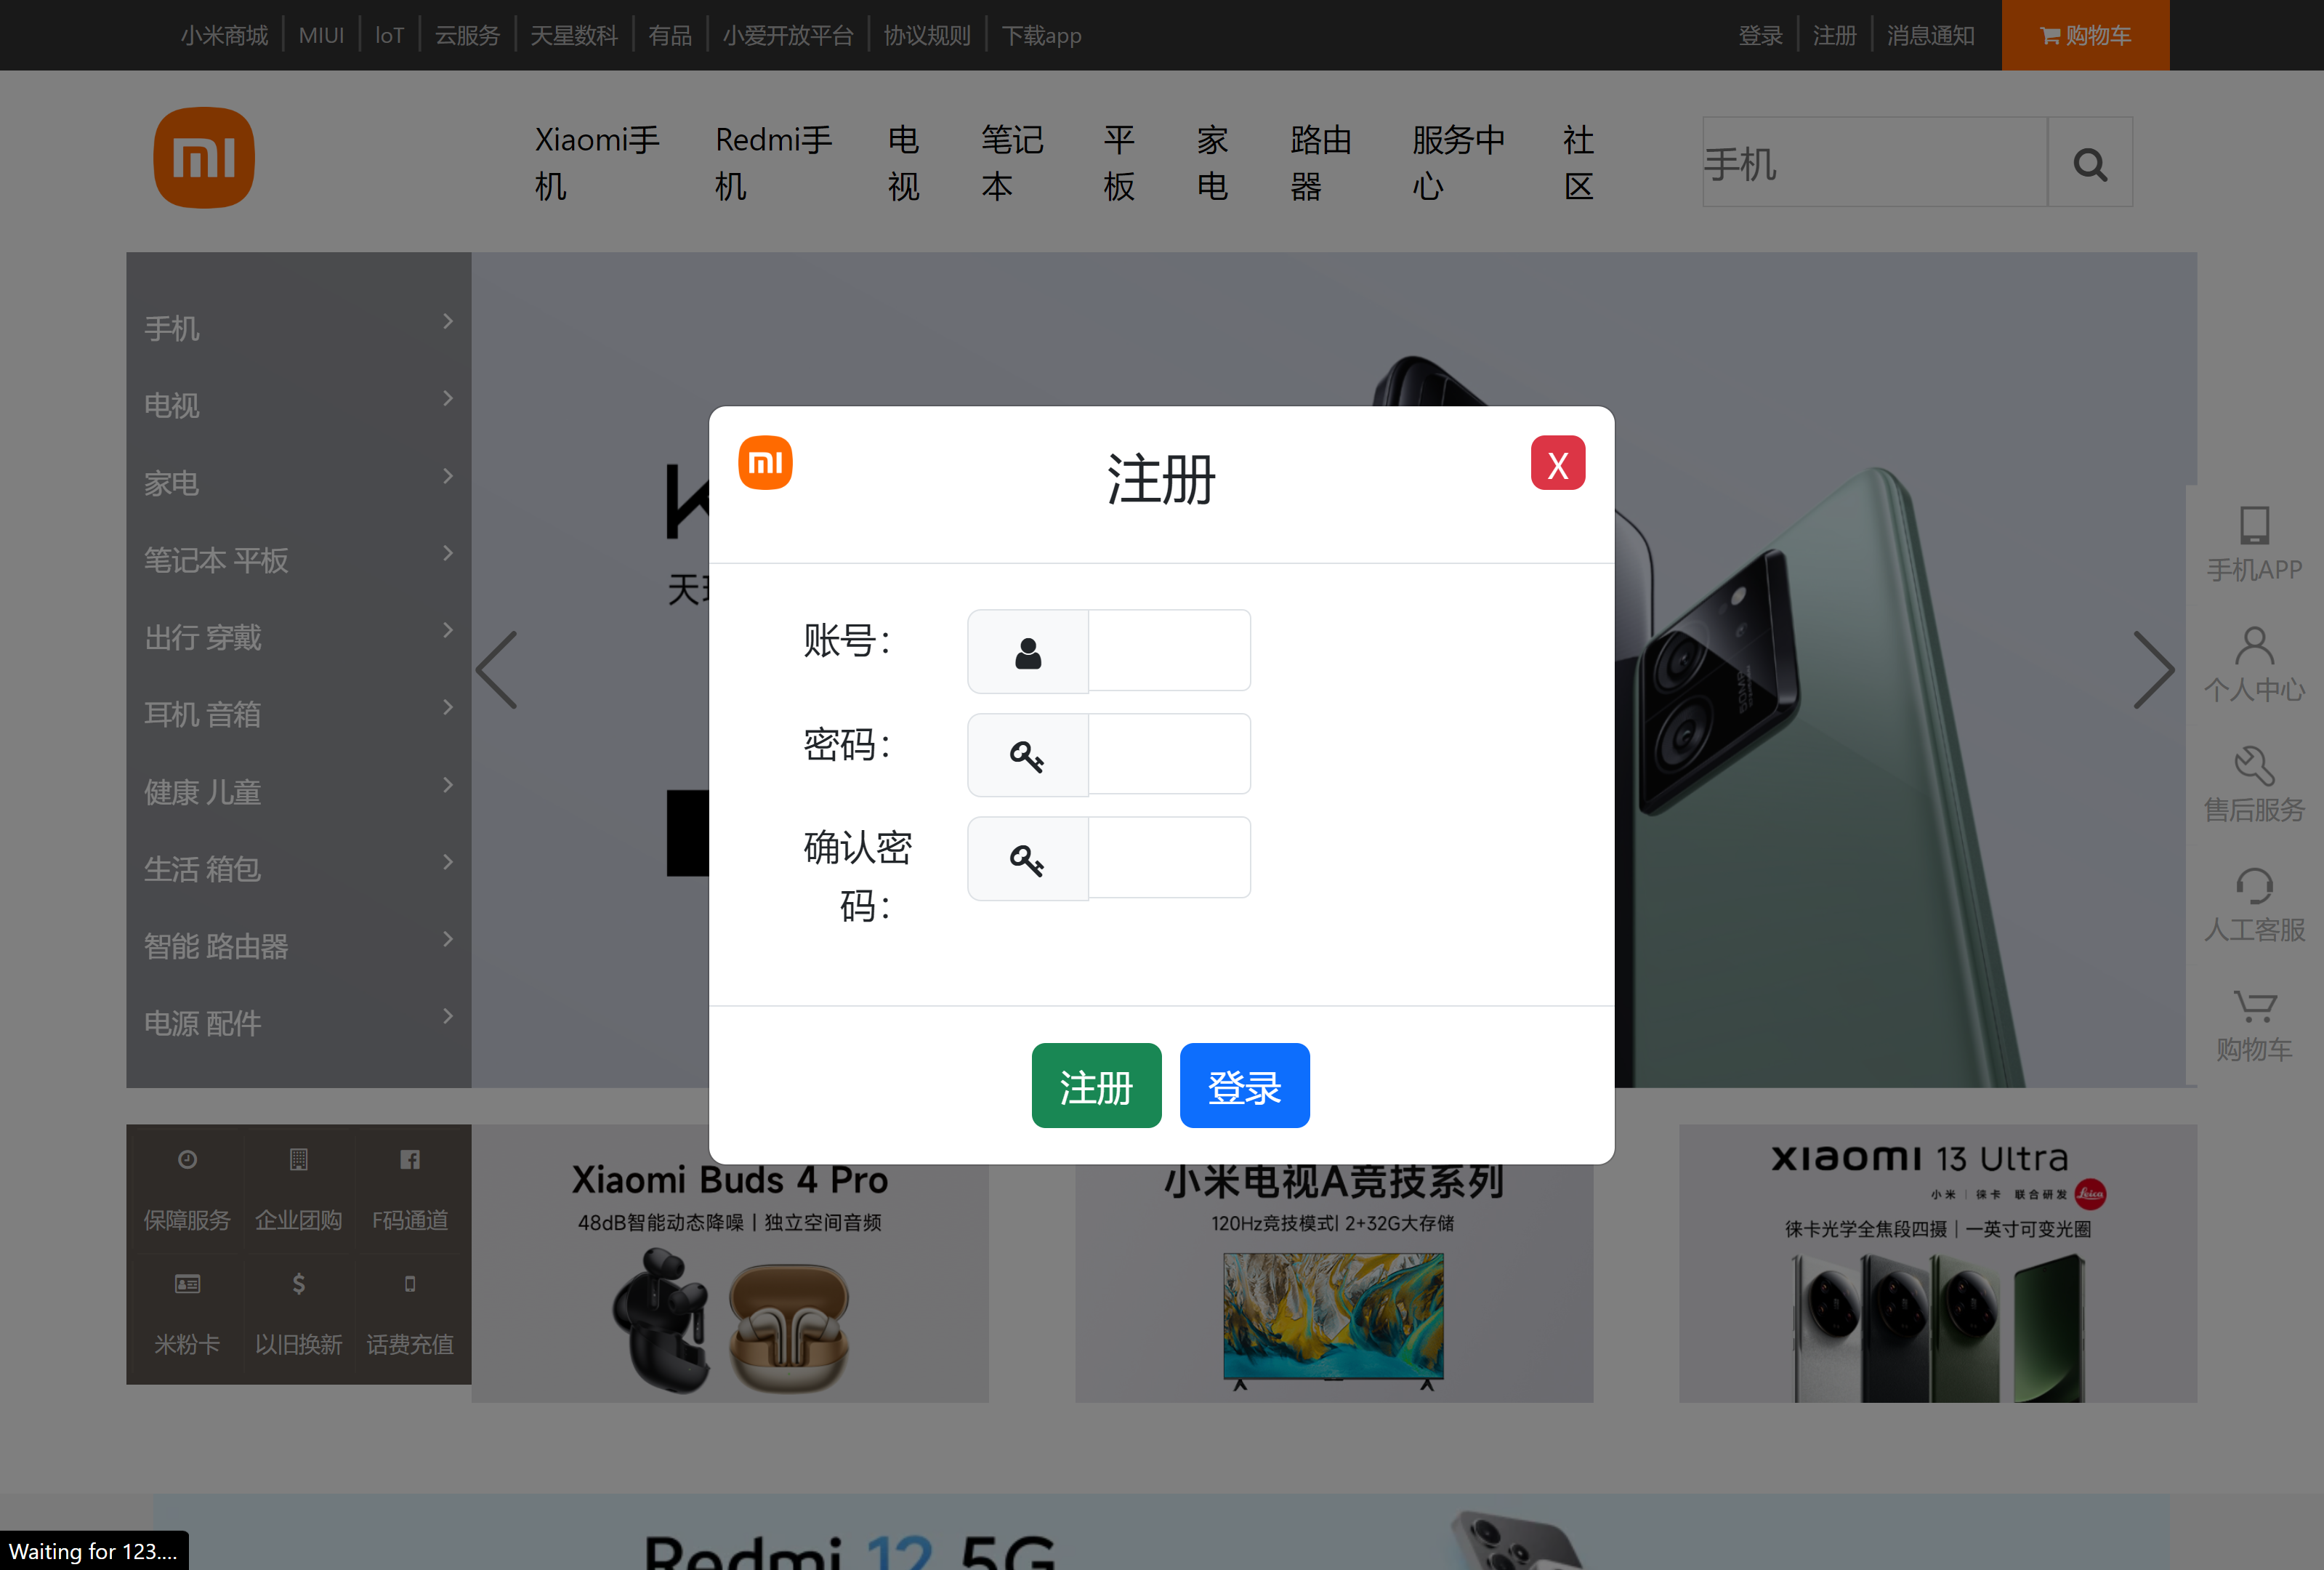 小米商城 MIUI IoT 云服务 天星数科 有品 小爱开放平台 协议规则 下载app 登录 注册 消息通知 购物车
Xiaomi手机 Redmi手机 电视 笔记本 平板 家电 路由器 服务中心 社区 手机
手机
电视
家电
笔记本 平板
出行 穿戴
耳机 音箱
健康 儿童
生活 箱包
智能 路由器
电源 配件
注册
X
账号：
密码：
确认密
码：
注册 登录
手机APP
个人中心
售后服务
人工客服
购物车
保障服务 企业团购 F码通道
米粉卡 以旧换新 话费充值
Xiaomi Buds 4 Pro
48dB智能动态降噪｜独立空间音频
小米电视A竞技系列
120Hz竞技模式| 2+32G大存储
xiaomi 13 Ultra
小米｜徕卡 联合研发 Leica
徕卡光学全焦段四摄｜一英寸可变光圈
Redmi 12 5G
Waiting for 123....